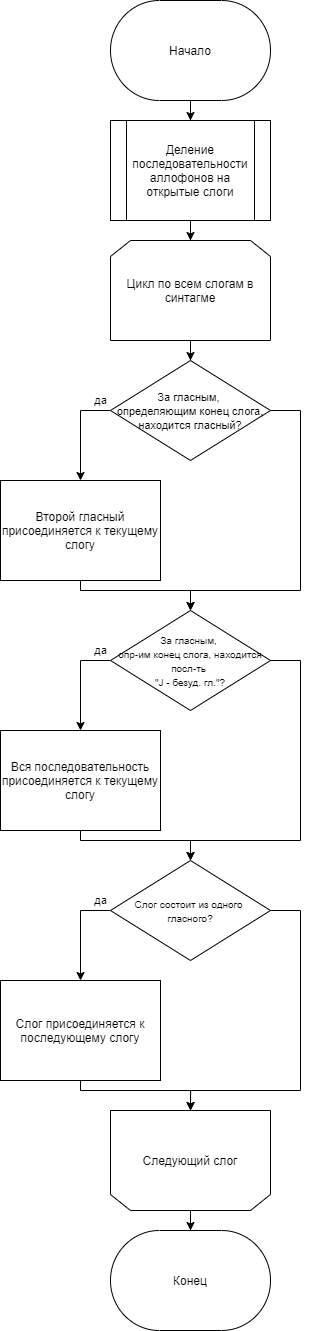 Начало
Деление
последовательности
аллофонов на
открытые слоги
Цикл по всем слогам в
синтагме
За гласным,
определяющим конец слога,
находится гласный?
да
Второй гласный
присоединяется к текущему
слогу
За гласным,
опр-им конец слога, находится
посл-ть
"J - безуд. гл."?
да
Вся последовательность
присоединяется к текущему
слогу
Слог состоит из одного
гласного?
да
Слог присоединяется к
последующему слогу
Следующий слог
Конец